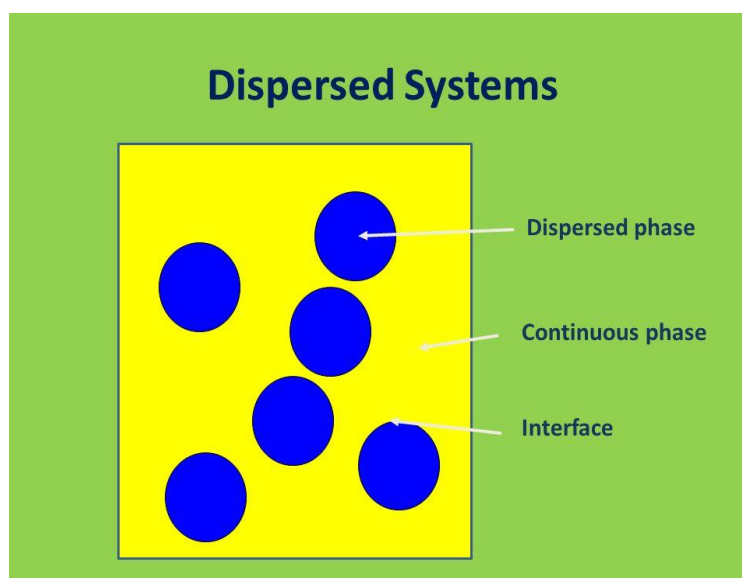 Dispersed Systems
Dispersed phase
Continuous phase
Interface